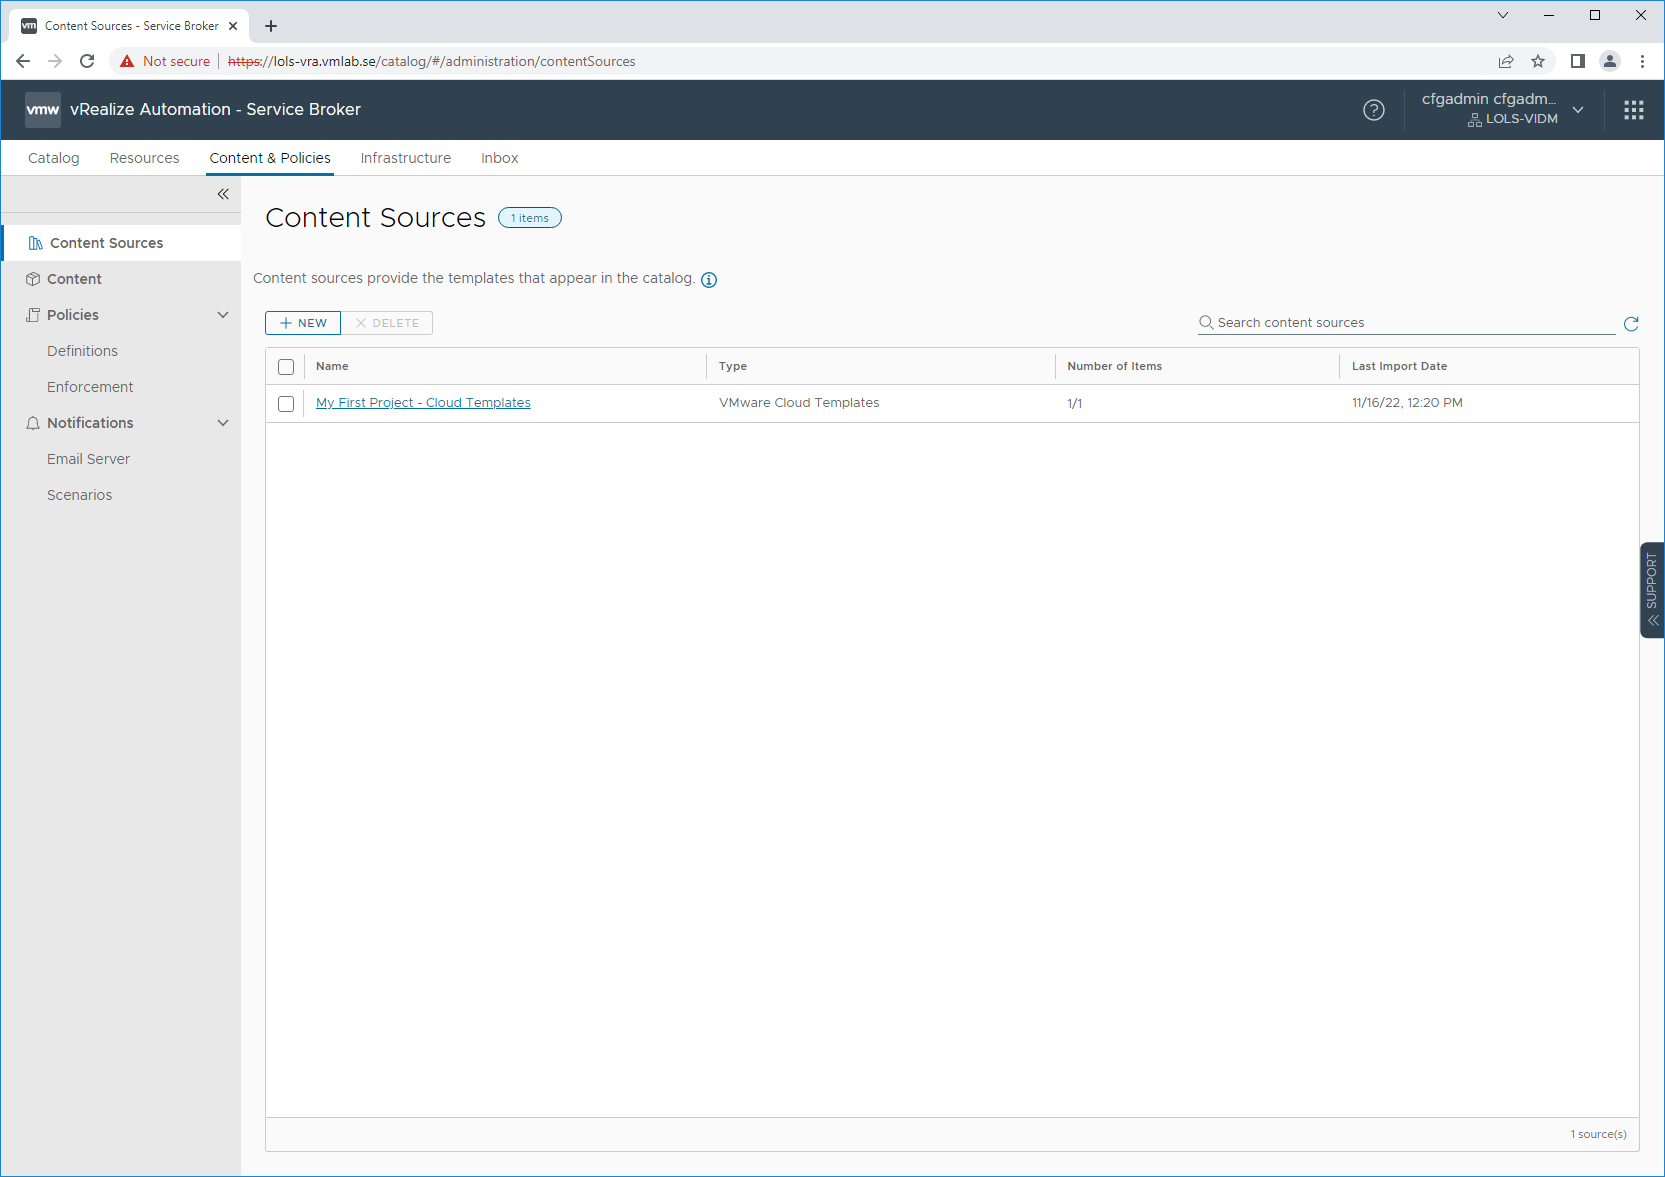 vm Content Sources - Service Broker
Not secure https://lols-vra.vmlab.se/catalog/#/administration/contentSources
vmw vRealize Automation - Service Broker
cfgadmin cfgadm...
LOLS-VIDM
Catalog Resources Content & Policies Infrastructure Inbox
Content Sources
Content
Policies
Definitions
Enforcement
Notifications
Email Server
Scenarios
Content Sources 1 items
Content sources provide the templates that appear in the catalog.
NEW DELETE
Search content sources
Name Type Number of Items Last Import Date
My First Project - Cloud Templates VMware Cloud Templates 1/1 11/16/22, 12:20 PM
1 source(s)
SUPPORT